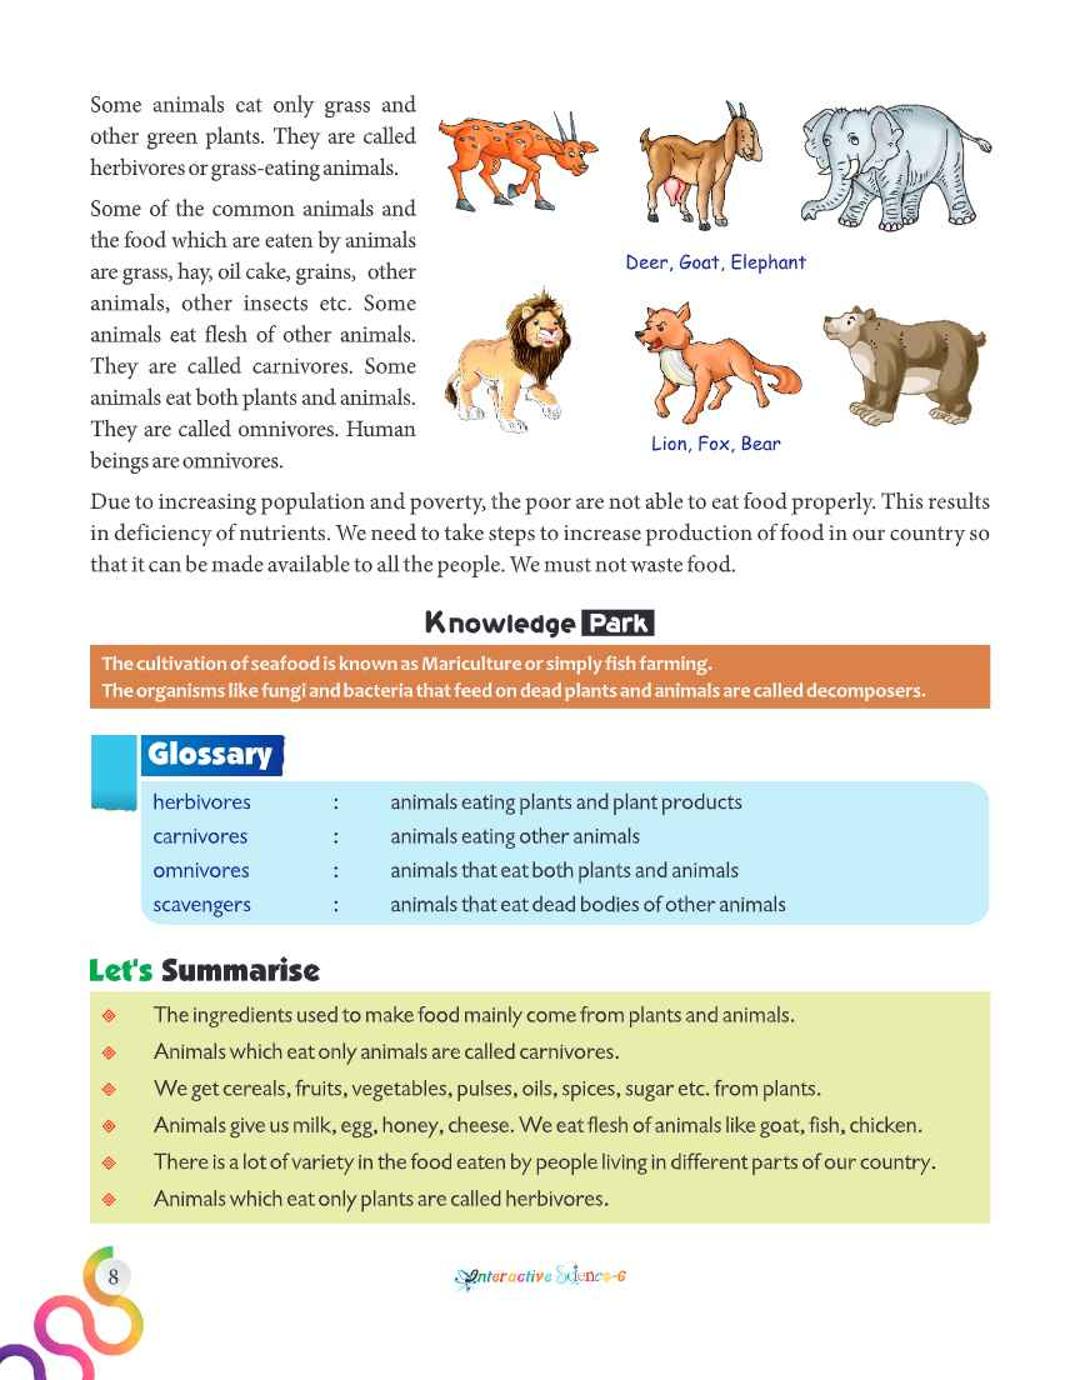 Some animals cat only grass and
other green plants. They are called
herbivores or grass-eating animals.
Some of the common animals and
the food which are eaten by animals
are grass, hay, oil cake, grains, other
animals, other insects etc. Some
animals eat flesh of other animals.
They are called carnivores. Some
animals eat both plants and animals.
They are called omnivores. Human
beings are omnivores.
Deer, Goat, Elephant
Lion, Fox, Bear
Due to increasing population and poverty, the poor are not able to eat food properly. This results
in deficiency of nutrients. We need to take steps to increase production of food in our country so
that it can be made available to all the people. We must not waste food.
Knowledge Park
The cultivation of seafood is known as Mariculture or simply fish farming.
The organisms like fungi and bacteria that feed on dead plants and animals are called decomposers.
Glossary
herbivores : animals eating plants and plant products
carnivores : animals eating other animals
omnivores : animals that eat both plants and animals
scavengers : animals that eat dead bodies of other animals
Let's Summarise
The ingredients used to make food mainly come from plants and animals.
Animals which eat only animals are called carnivores.
We get cereals, fruits, vegetables, pulses, oils, spices, sugar etc. from plants.
Animals give us milk, egg, honey, cheese. We eat flesh of animals like goat, fish, chicken.
There is a lot of variety in the food eaten by people living in different parts of our country.
Animals which eat only plants are called herbivores.
8
Interactive Science-6